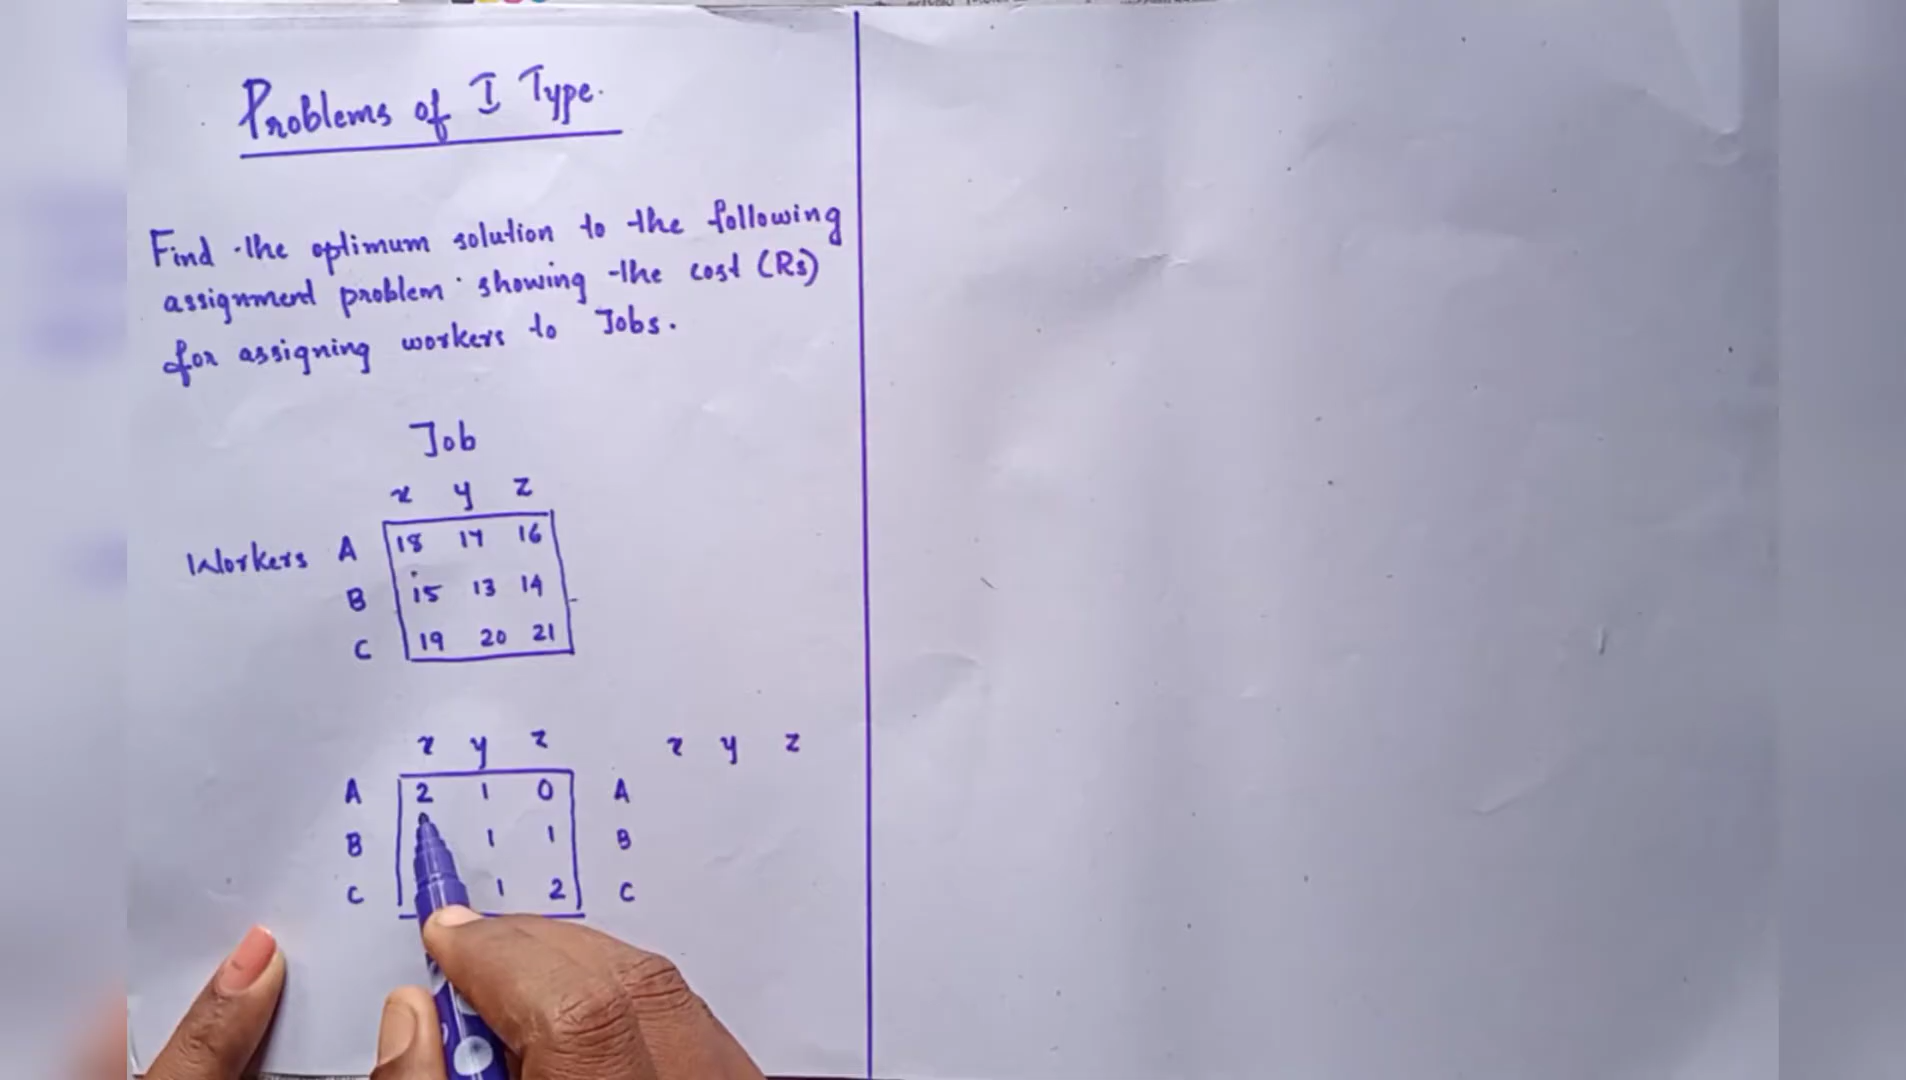 Problems of I Type.
Find the optimum solution to the following
assignment problem showing the cost (Rs)
for assigning workers to Jobs.
Job
x y z
Workers A 18 17 16
B 15 13 14
C 19 20 21
x y z x y z
A 2 1 0 A
B 1 1 B
C 1 2 C